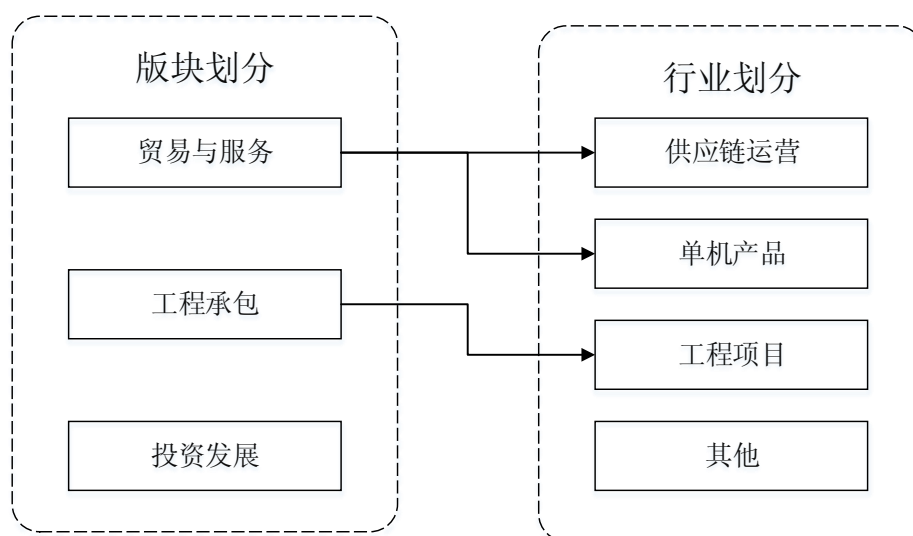 版块划分
贸易与服务
工程承包
投资发展
行业划分
供应链运营
单机产品
工程项目
其他